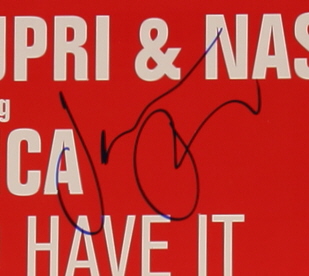 UPRI & NAS
g
CA
HAVE IT